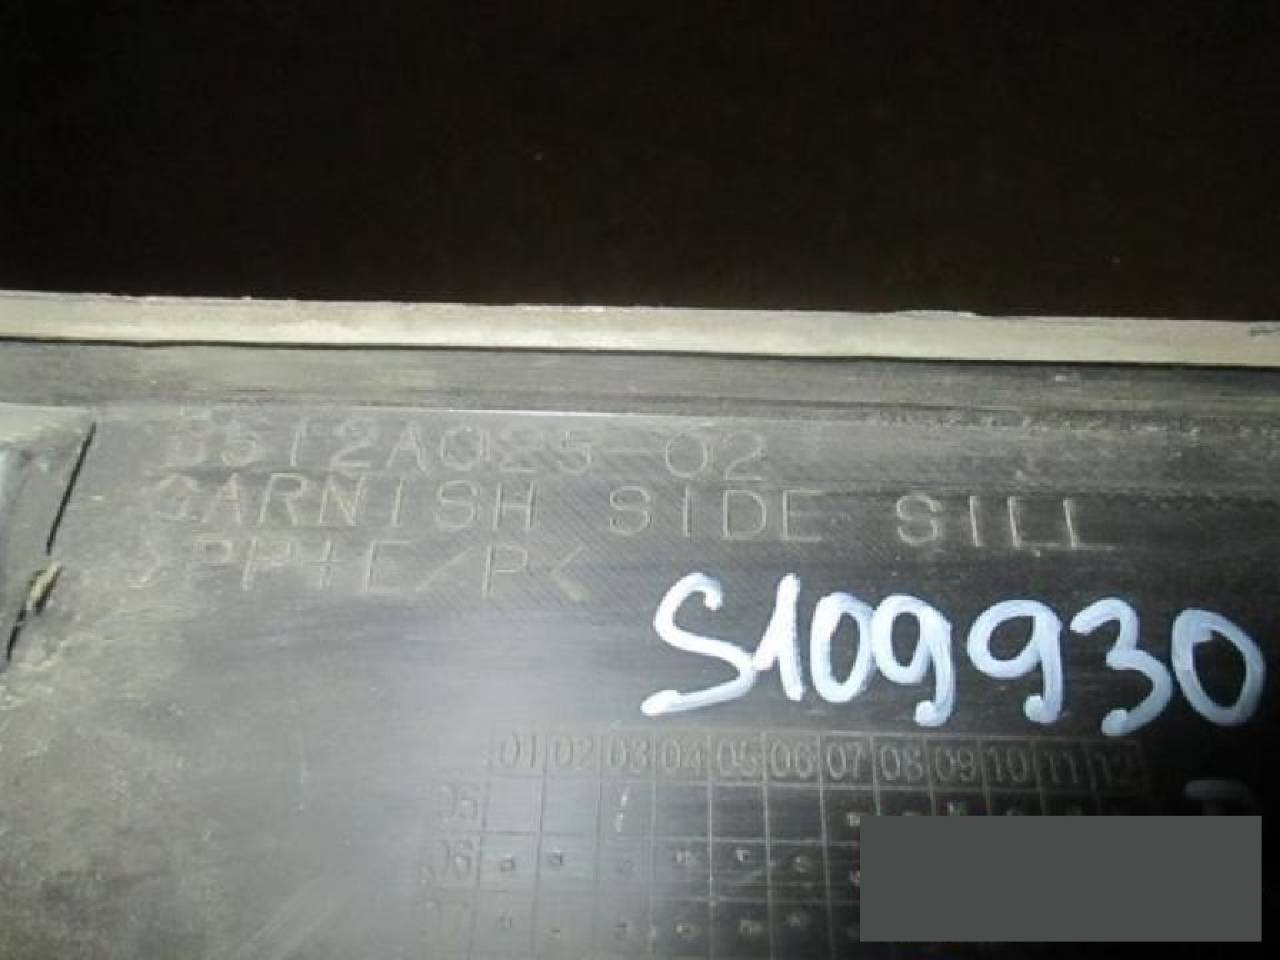 6512A025-02
GARNISH SIDE SILL
>PP+E/P<
S109930
01 02 03 04 05 06 07 08 09 10 11 12
05
06
07